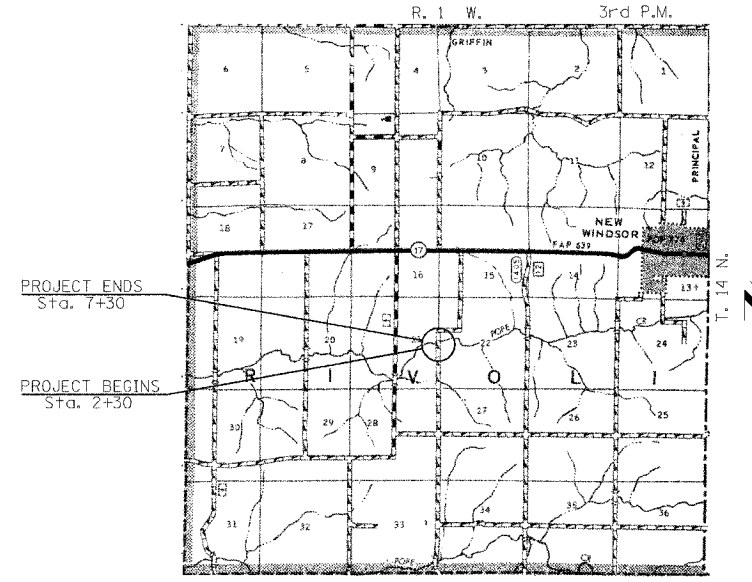 R. 1 W. 3rd P.M.
GRIFFIN
6 5 4 3 2 1
7 8 9 10 11 12
PRINCIPAL
18 17
NEW
WINDSOR
FAP 639
17
16 15 14
13
T. 14 N.
PROJECT ENDS
Sta. 7+30
POPE CR
19 20 22 23 24
R I V O L I
PROJECT BEGINS
Sta. 2+30
30 29 28 27 26 25
31 32 33 34 35 36
POPE CR